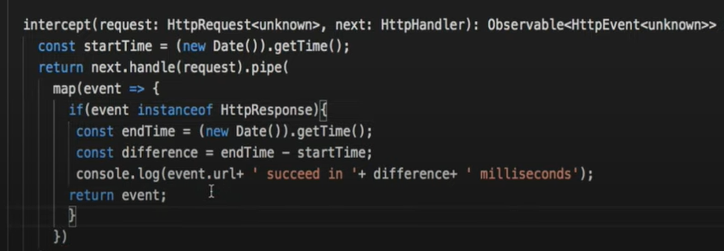 intercept(request: HttpRequest<unknown>, next: HttpHandler): Observable<HttpEvent<unknown>>
const startTime = (new Date()).getTime();
return next.handle(request).pipe(
map(event => {
if(event instanceof HttpResponse){
const endTime = (new Date()).getTime();
const difference = endTime - startTime;
console.log(event.url+ ' succeed in '+ difference+ ' milliseconds');
return event;
}
})